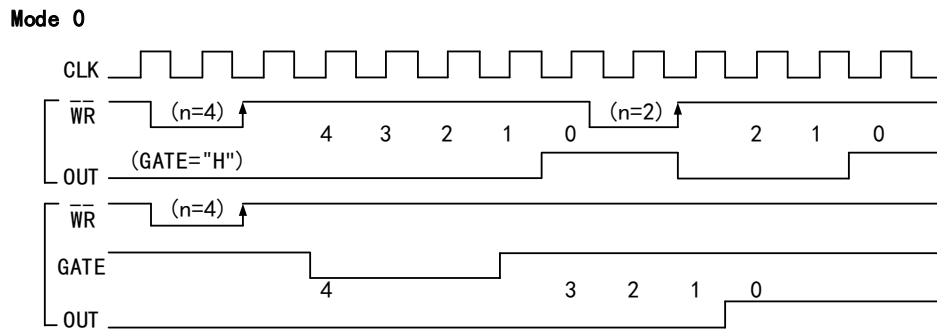 Mode 0
CLK
WR (n=4) (n=2)
4 3 2 1 0 2 1 0
(GATE="H")
OUT
WR (n=4)
GATE
4 3 2 1 0
OUT